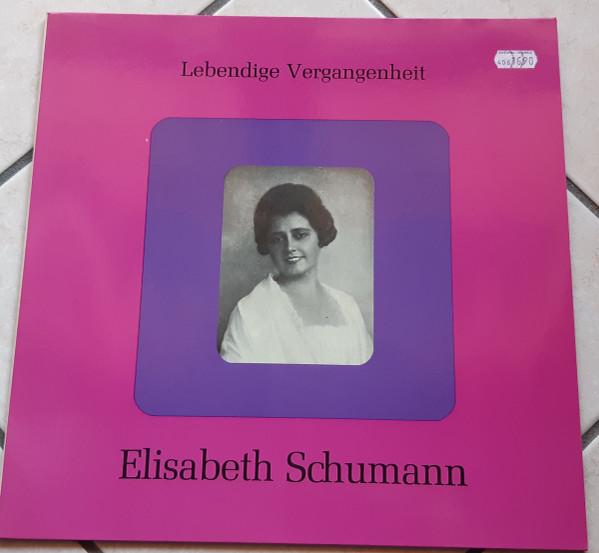 Lebendige Vergangenheit
Elisabeth Schumann